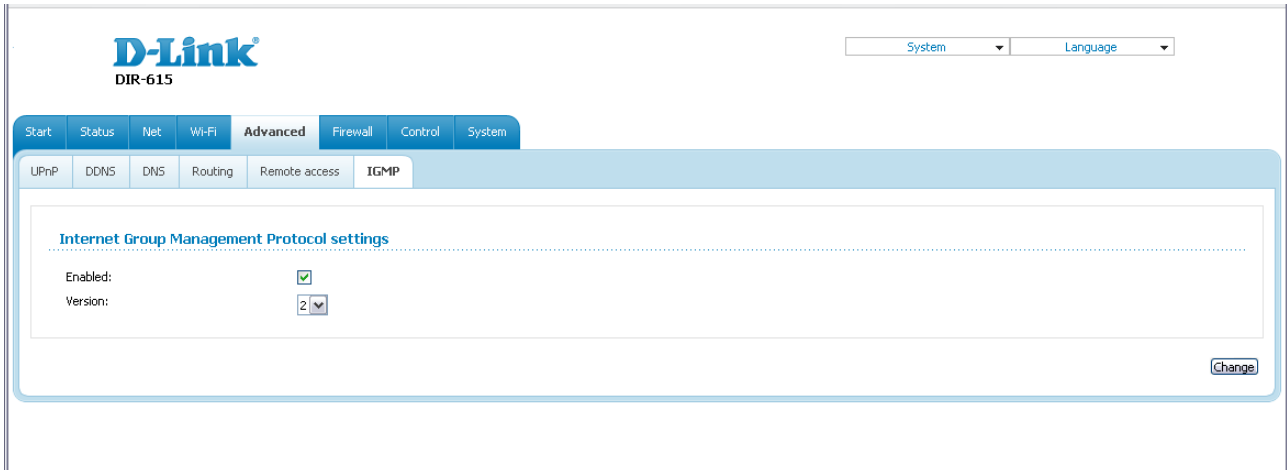 D-Link®
DIR-615
System Language
Start Status Net Wi-Fi Advanced Firewall Control System
UPnP DDNS DNS Routing Remote access IGMP
Internet Group Management Protocol settings
Enabled:
Version: 2
Change